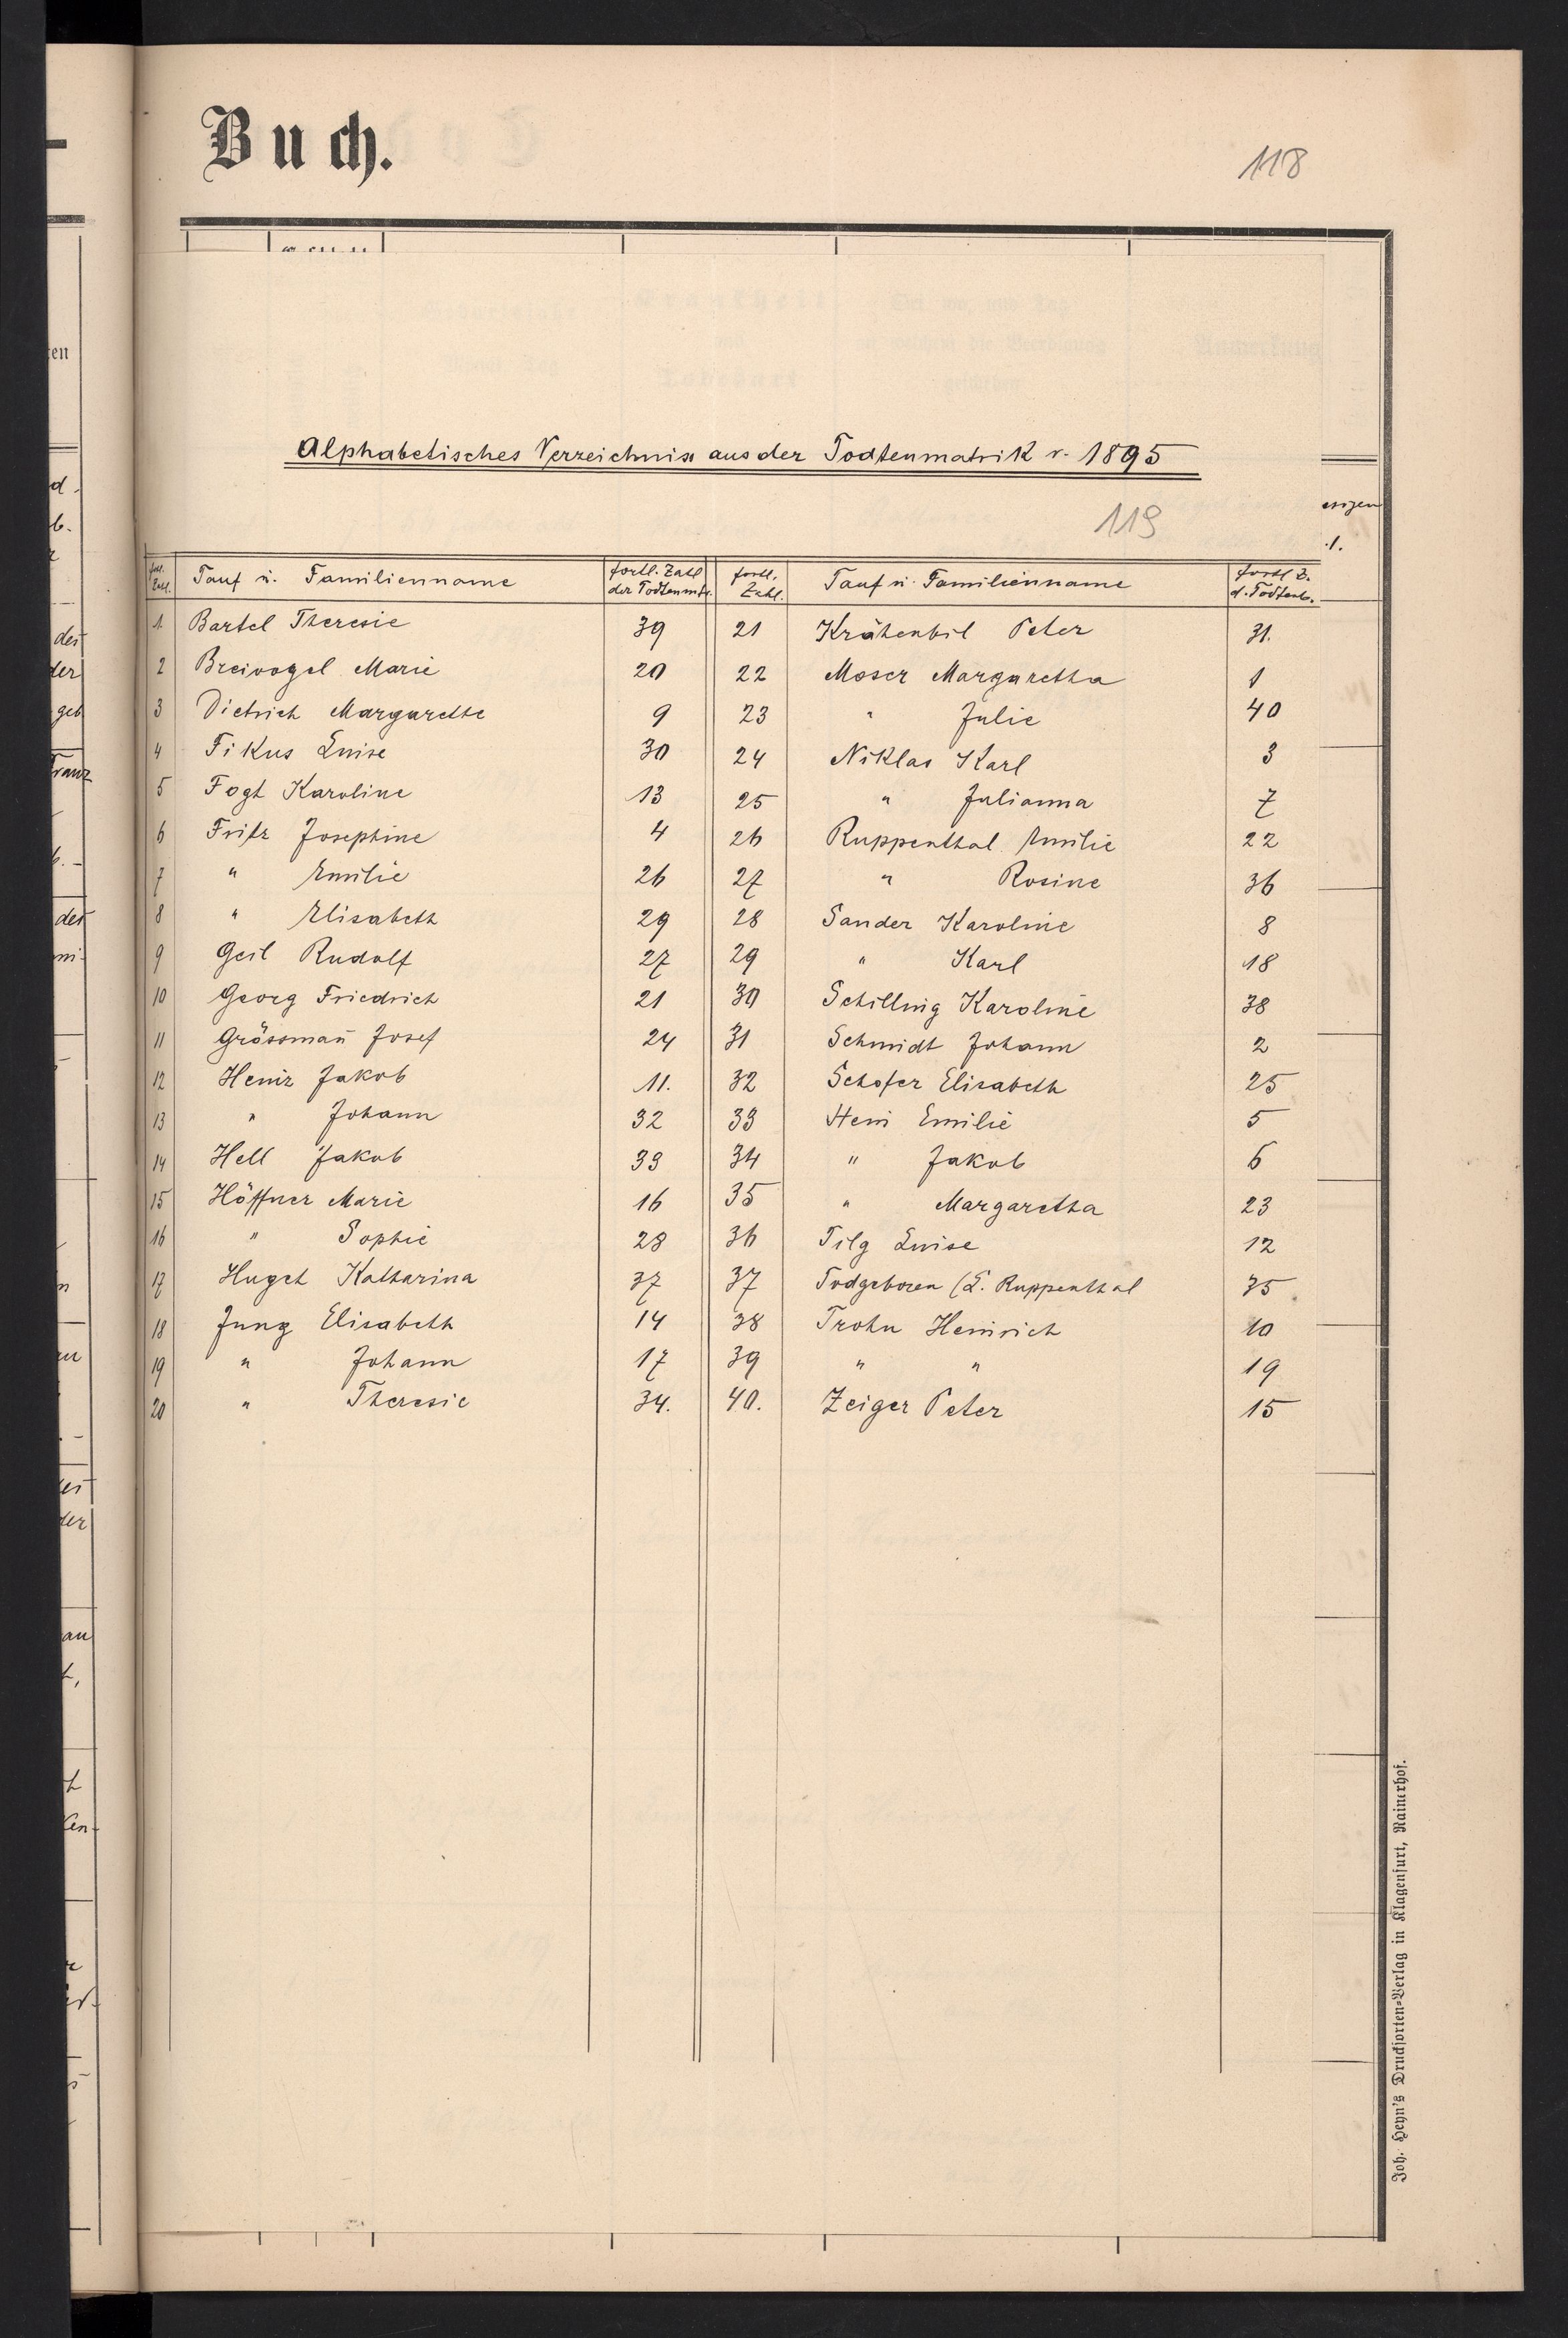 Buch.
118
Alphabetisches Verzeichniss aus der Todtenmatrik v. 1895
119
fortl. Zahl. Tauf u. Familienname fortl. Zahl der Todtenmtr. fortl. Zahl. Tauf u. Familienname fortl Z. d. Todtenb.
1 Bartel Theresie 39 21 Krähenbil Peter 31.
2 Breivogel Marie 20 22 Moser Margaretha 1
3 Dietrich Margarethe 9 23 " Julie 40
4 Fikus Luise 30 24 Niklas Karl 3
5 Fogt Karoline 13 25 " Julianna 7
6 Fritz Josephine 4 26 Ruppenthal Emilie 22
7 " Emilie 26 27 " Rosine 36
8 " Elisabeth 29 28 Sander Karoline 8
9 Geil Rudolf 27 29 " Karl 18
10 Georg Friedrich 21 30 Schilling Karoline 38
11 Grössmañ Josef 24 31 Schmidt Johann 2
12 Heinz Jakob 11. 32 Schofer Elisabeth 25
13 " Johann 32 33 Hein Emilie 5
14 Hell Jakob 33 34 " Jakob 6
15 Höffner Marie 16 35 " Margaretha 23
16 " Sophie 28 36 Tilg Luise 12
17 Huget Katharina 37 37 Todgeboren (L. Ruppenthal 35
18 Jung Elisabeth 14 38 Trohn Heinrich 10
19 " Johann 17 39 " " 19
20 " Theresie 34. 40. Zeiger Peter 15
Joh. Heyn's Drucksorten-Verlag in Klagenfurt, Rainerhof.